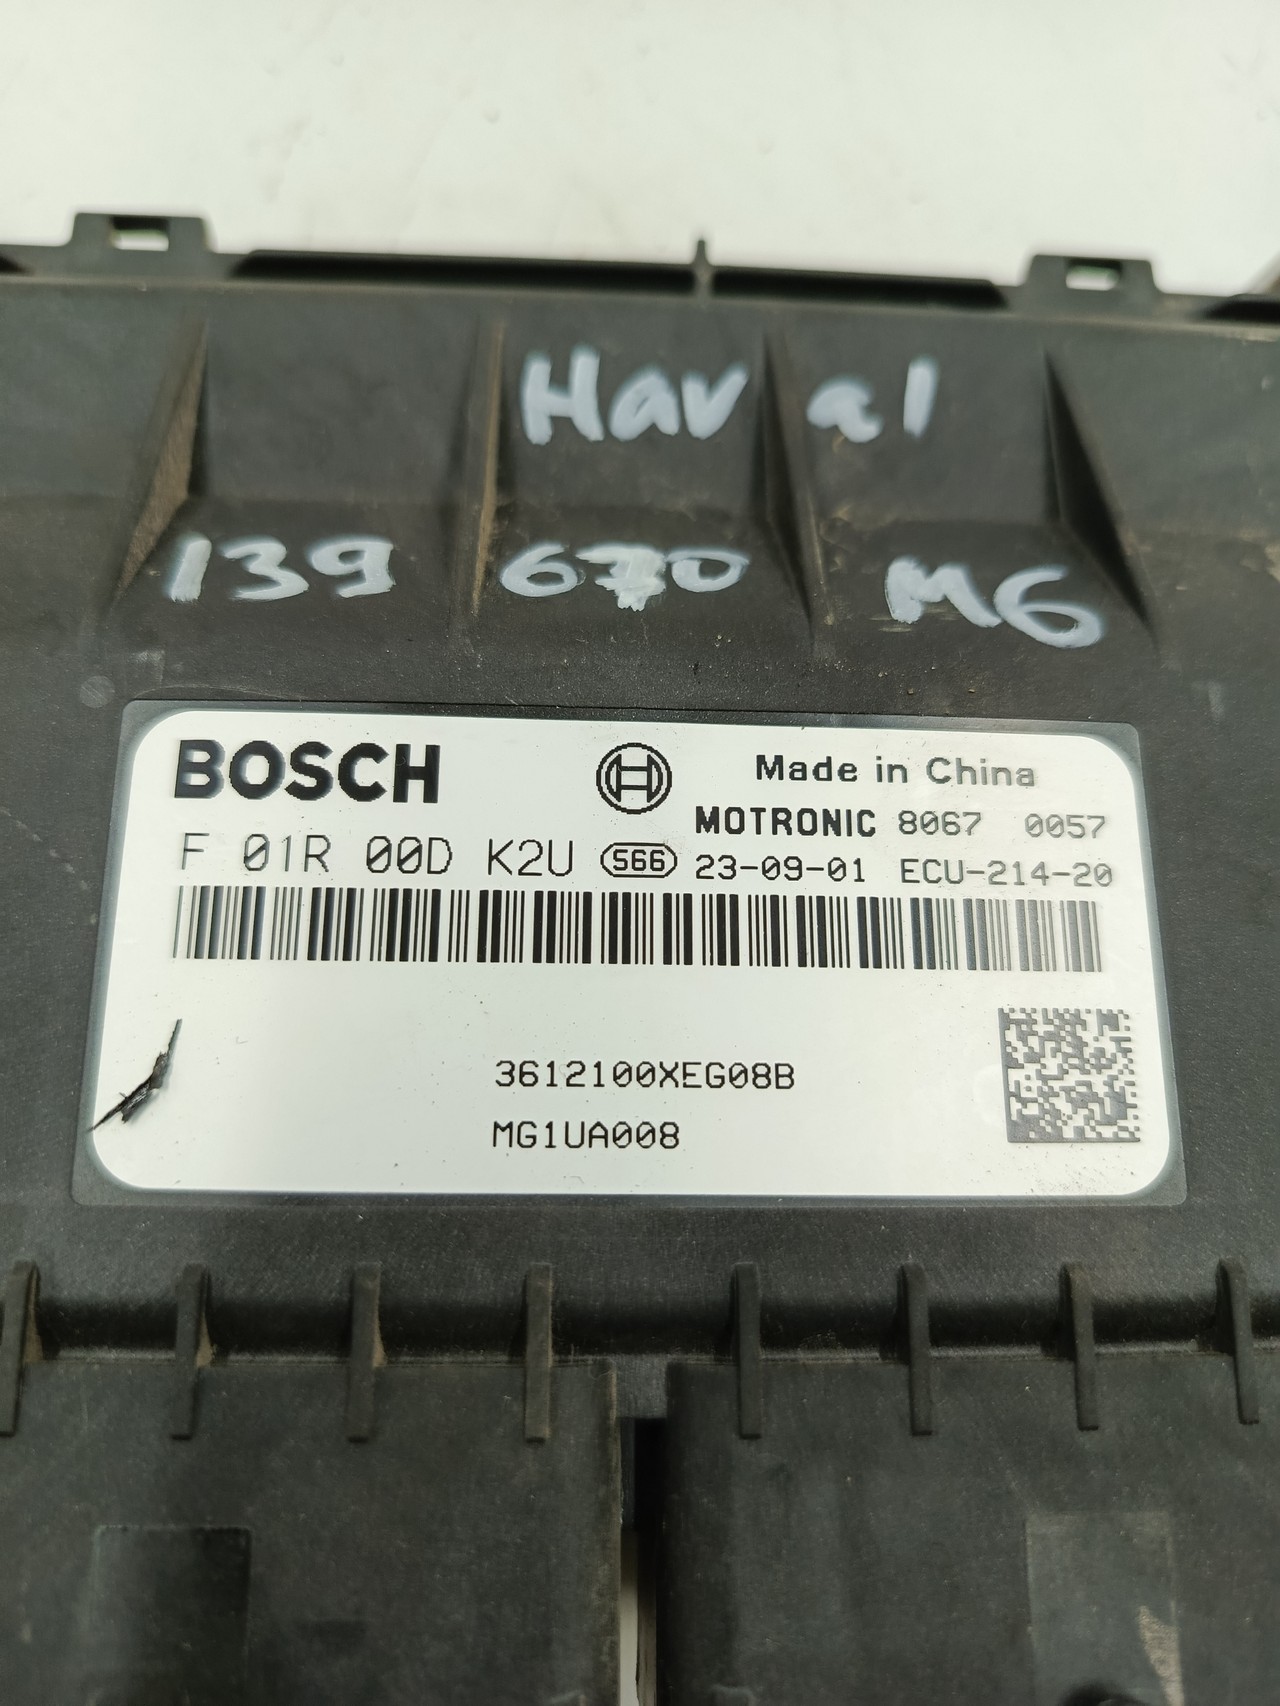 Haval
139 670 M6
BOSCH
Made in China
MOTRONIC 8067 0057
F 01R 00D K2U S66 23-09-01 ECU-214-20
3612100XEG08B
MG1UA008